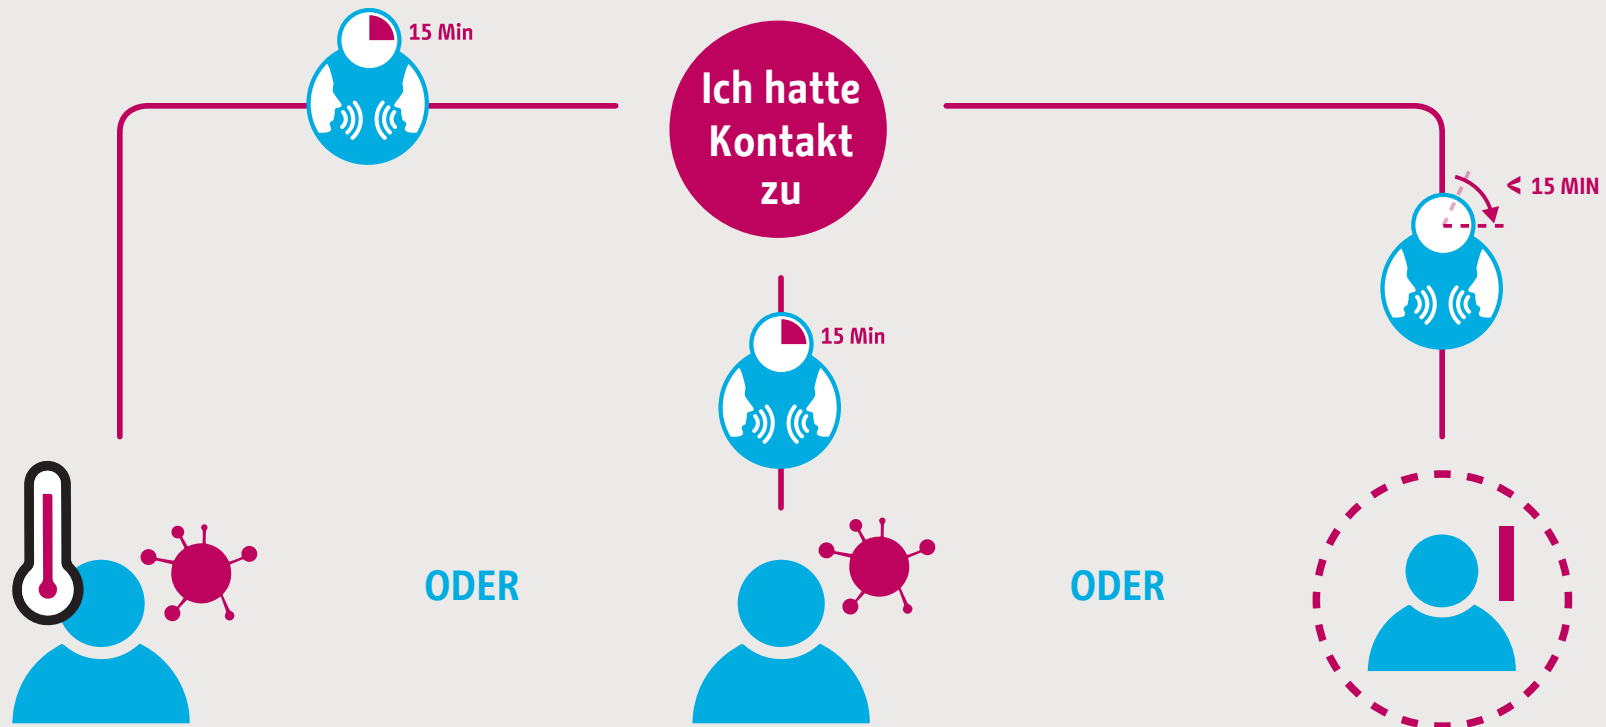 15 Min
Ich hatte
Kontakt
zu
< 15 MIN
15 Min
ODER
ODER